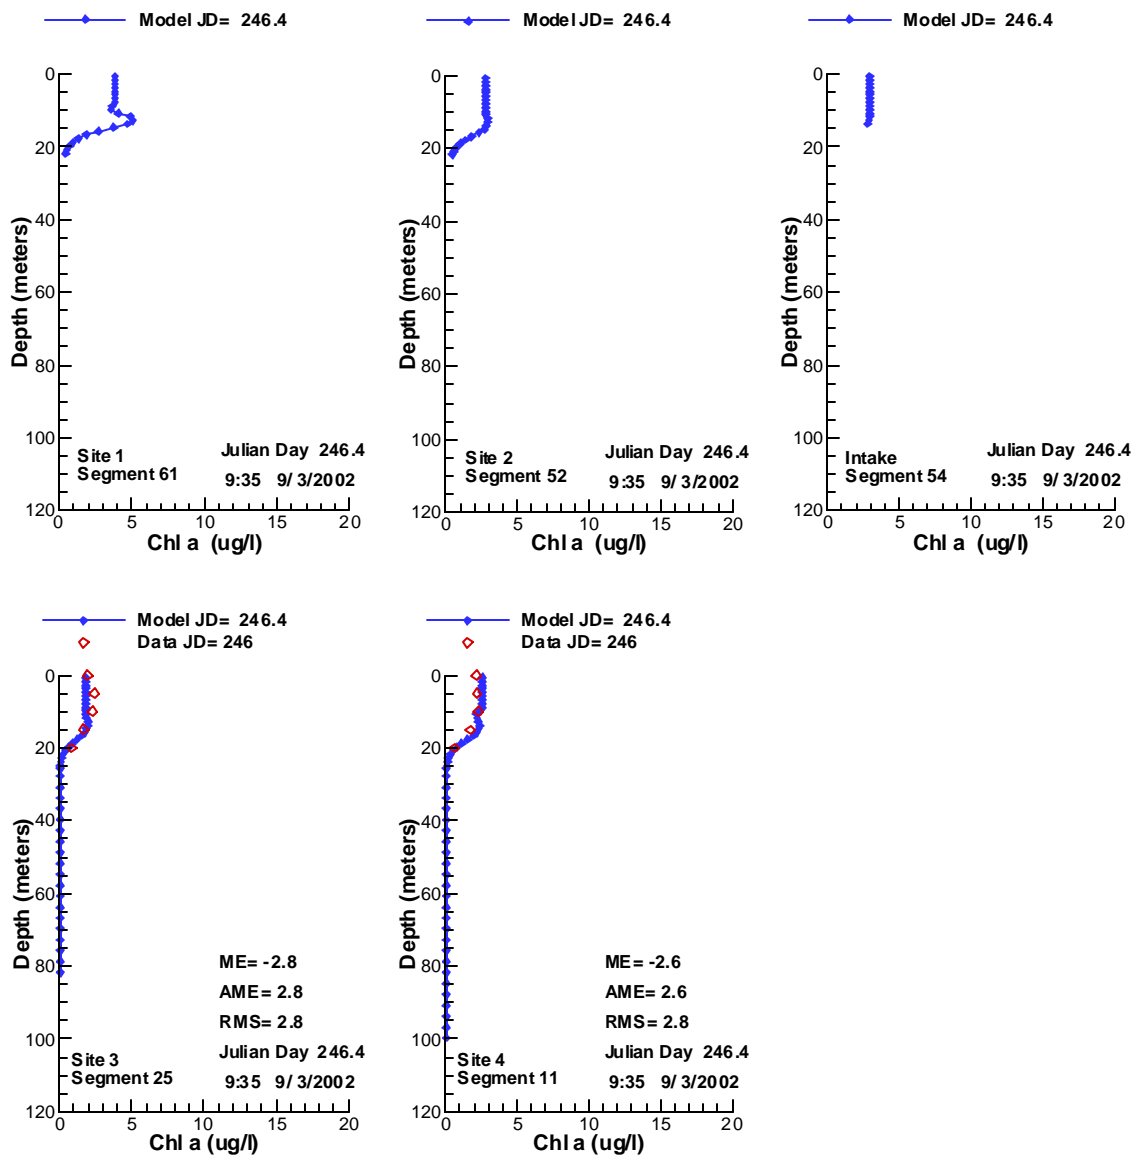 Model JD= 246.4
0
20
40
60
80
100
120
Depth (meters)
Site 1
Segment 61
Julian Day 246.4
9:35 9/ 3/2002
0 5 10 15 20
Chl a (ug/l)
Model JD= 246.4
0
20
40
60
80
100
120
Depth (meters)
Site 2
Segment 52
Julian Day 246.4
9:35 9/ 3/2002
0 5 10 15 20
Chl a (ug/l)
Model JD= 246.4
0
20
40
60
80
100
120
Depth (meters)
Intake
Segment 54
Julian Day 246.4
9:35 9/ 3/2002
0 5 10 15 20
Chl a (ug/l)
Model JD= 246.4
Data JD= 246
0
20
40
60
80
100
120
Depth (meters)
ME= -2.8
AME= 2.8
RMS= 2.8
Site 3
Segment 25
Julian Day 246.4
9:35 9/ 3/2002
0 5 10 15 20
Chl a (ug/l)
Model JD= 246.4
Data JD= 246
0
20
40
60
80
100
120
Depth (meters)
ME= -2.6
AME= 2.6
RMS= 2.8
Site 4
Segment 11
Julian Day 246.4
9:35 9/ 3/2002
0 5 10 15 20
Chl a (ug/l)